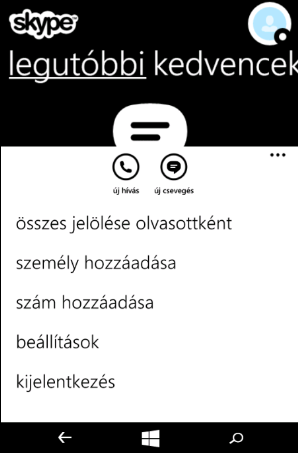 skype
legutóbbi kedvencek
új hívás
új csevegés
összes jelölése olvasottként
személy hozzáadása
szám hozzáadása
beállítások
kijelentkezés